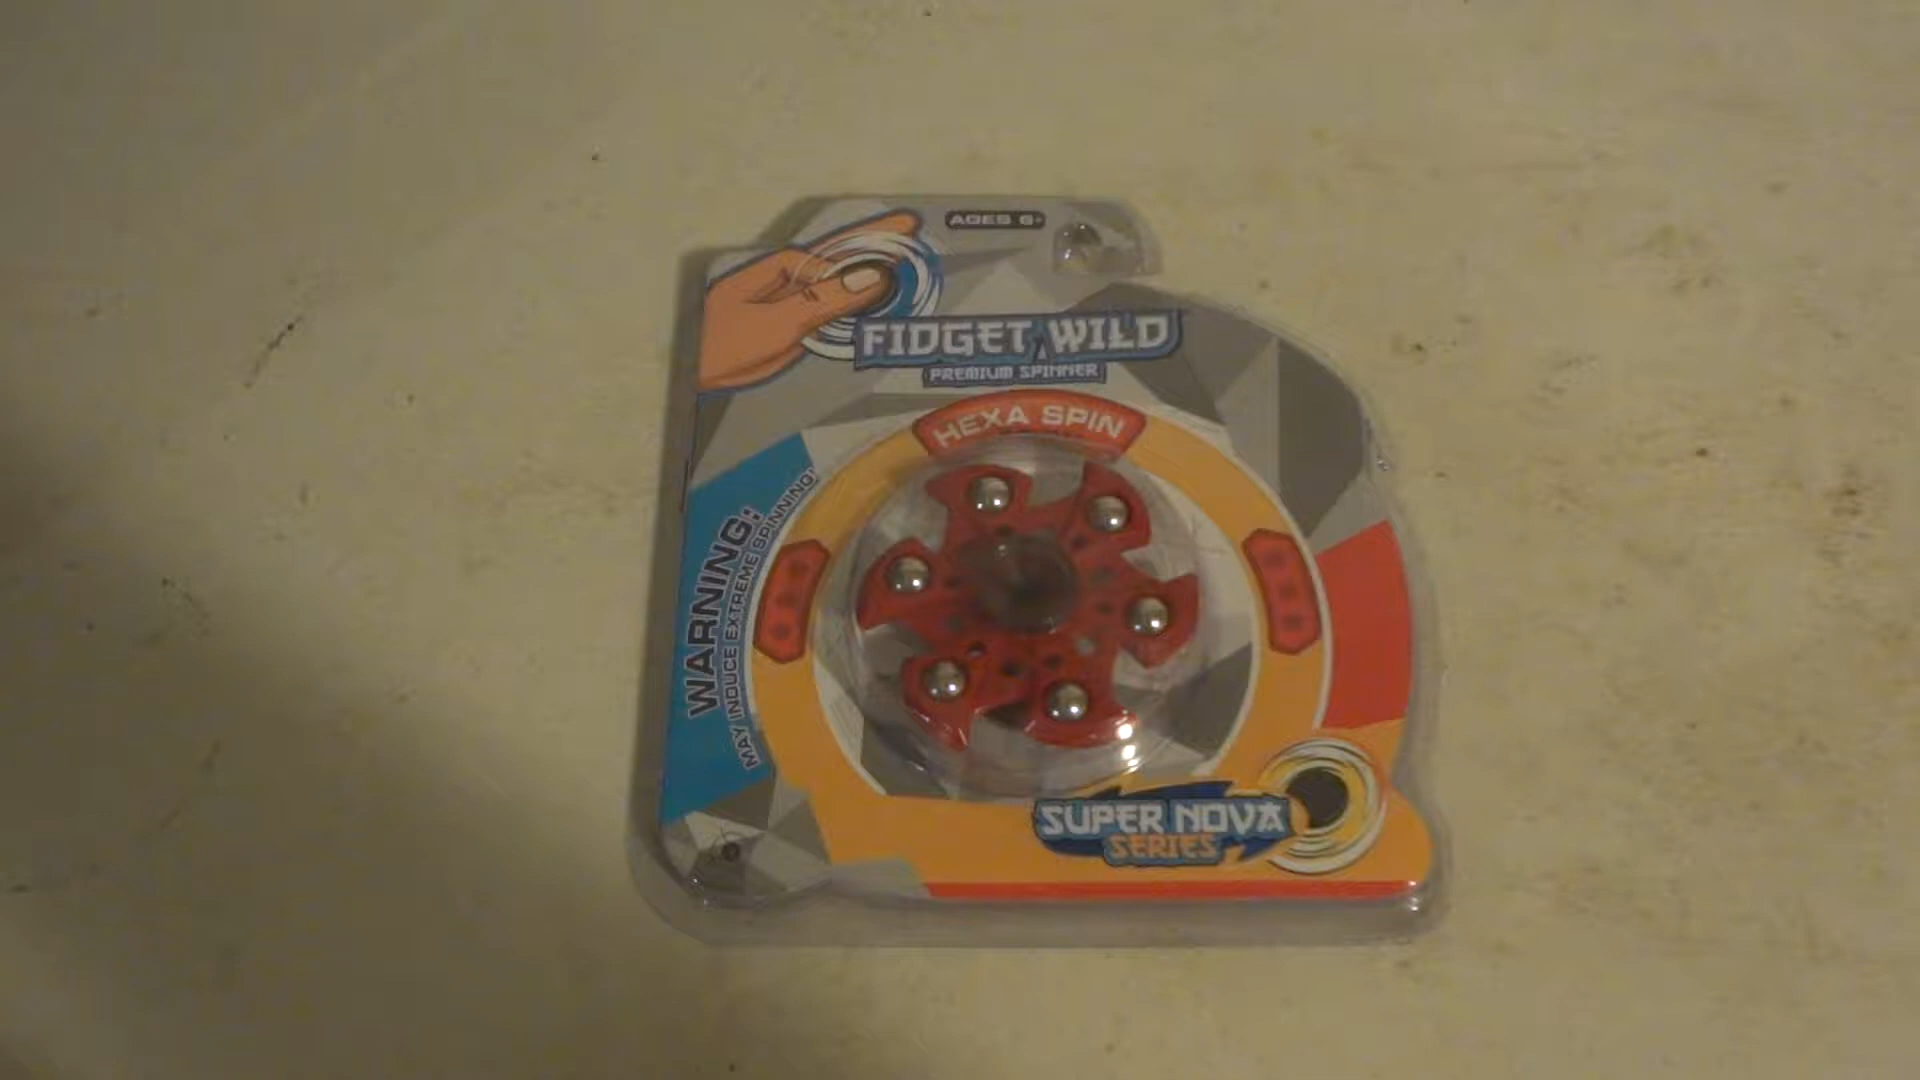 AGES 6+
FIDGET WILD
PREMIUM SPINNER
HEXA SPIN
WARNING:
MAY INDUCE EXTREME SPINNING!
SUPER NOVA
SERIES